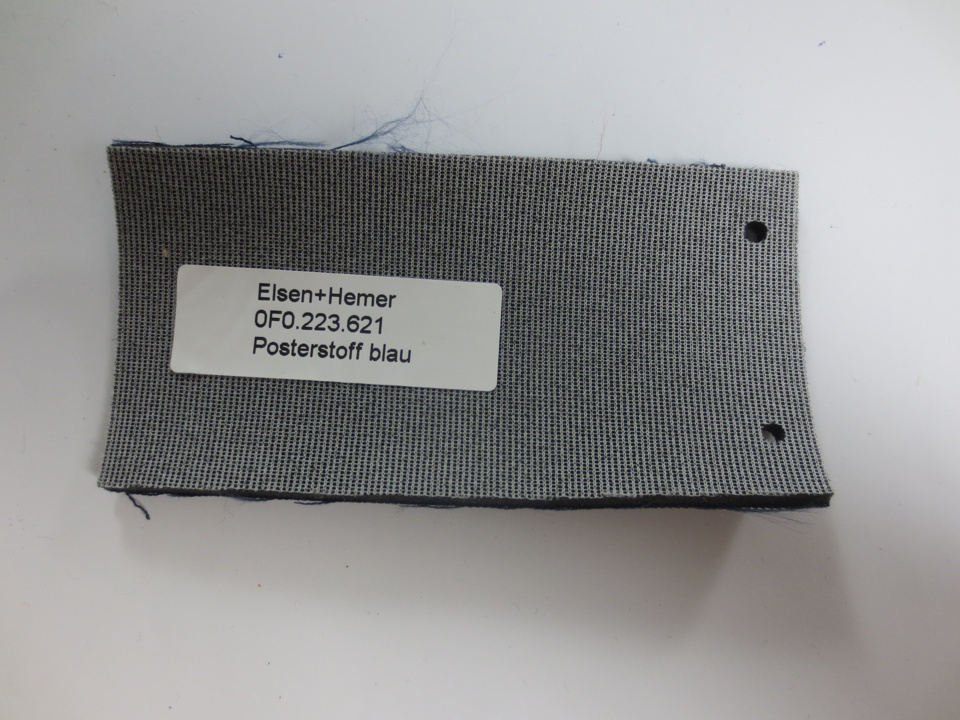 Elsen+Hemer
0F0.223.621
Posterstoff blau